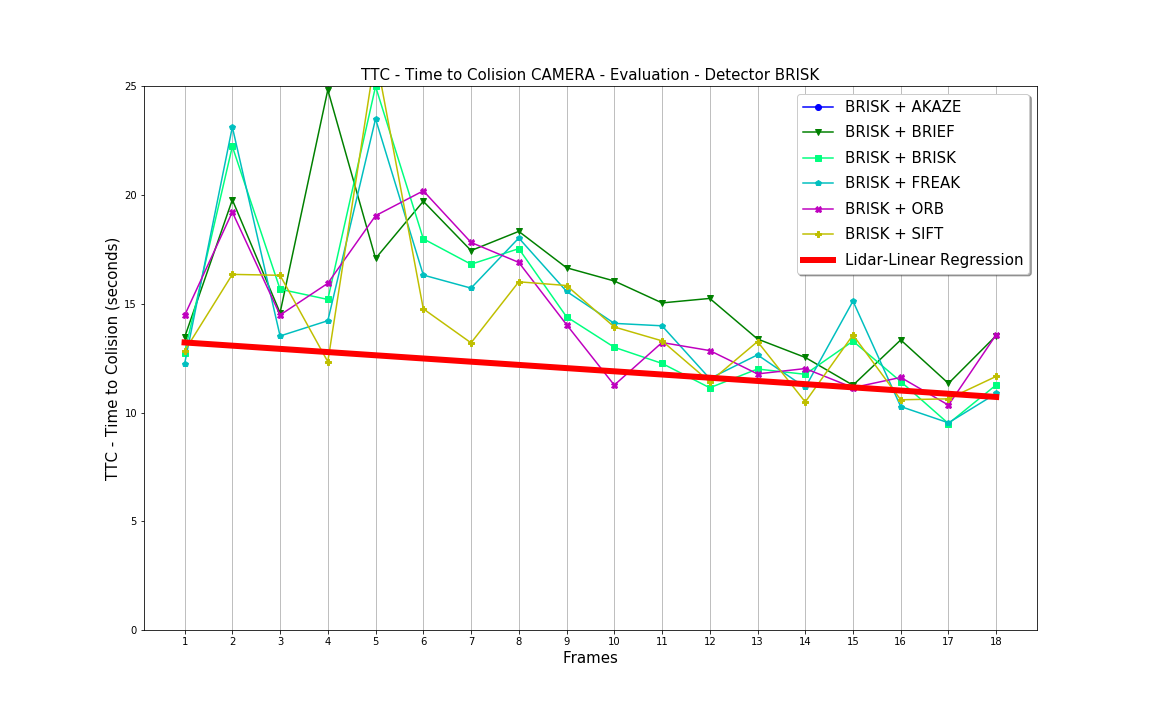 TTC - Time to Colision CAMERA - Evaluation - Detector BRISK
TTC - Time to Colision (seconds)
25
20
15
10
5
0
BRISK + AKAZE
BRISK + BRIEF
BRISK + BRISK
BRISK + FREAK
BRISK + ORB
BRISK + SIFT
Lidar-Linear Regression
1 2 3 4 5 6 7 8 9 10 11 12 13 14 15 16 17 18
Frames